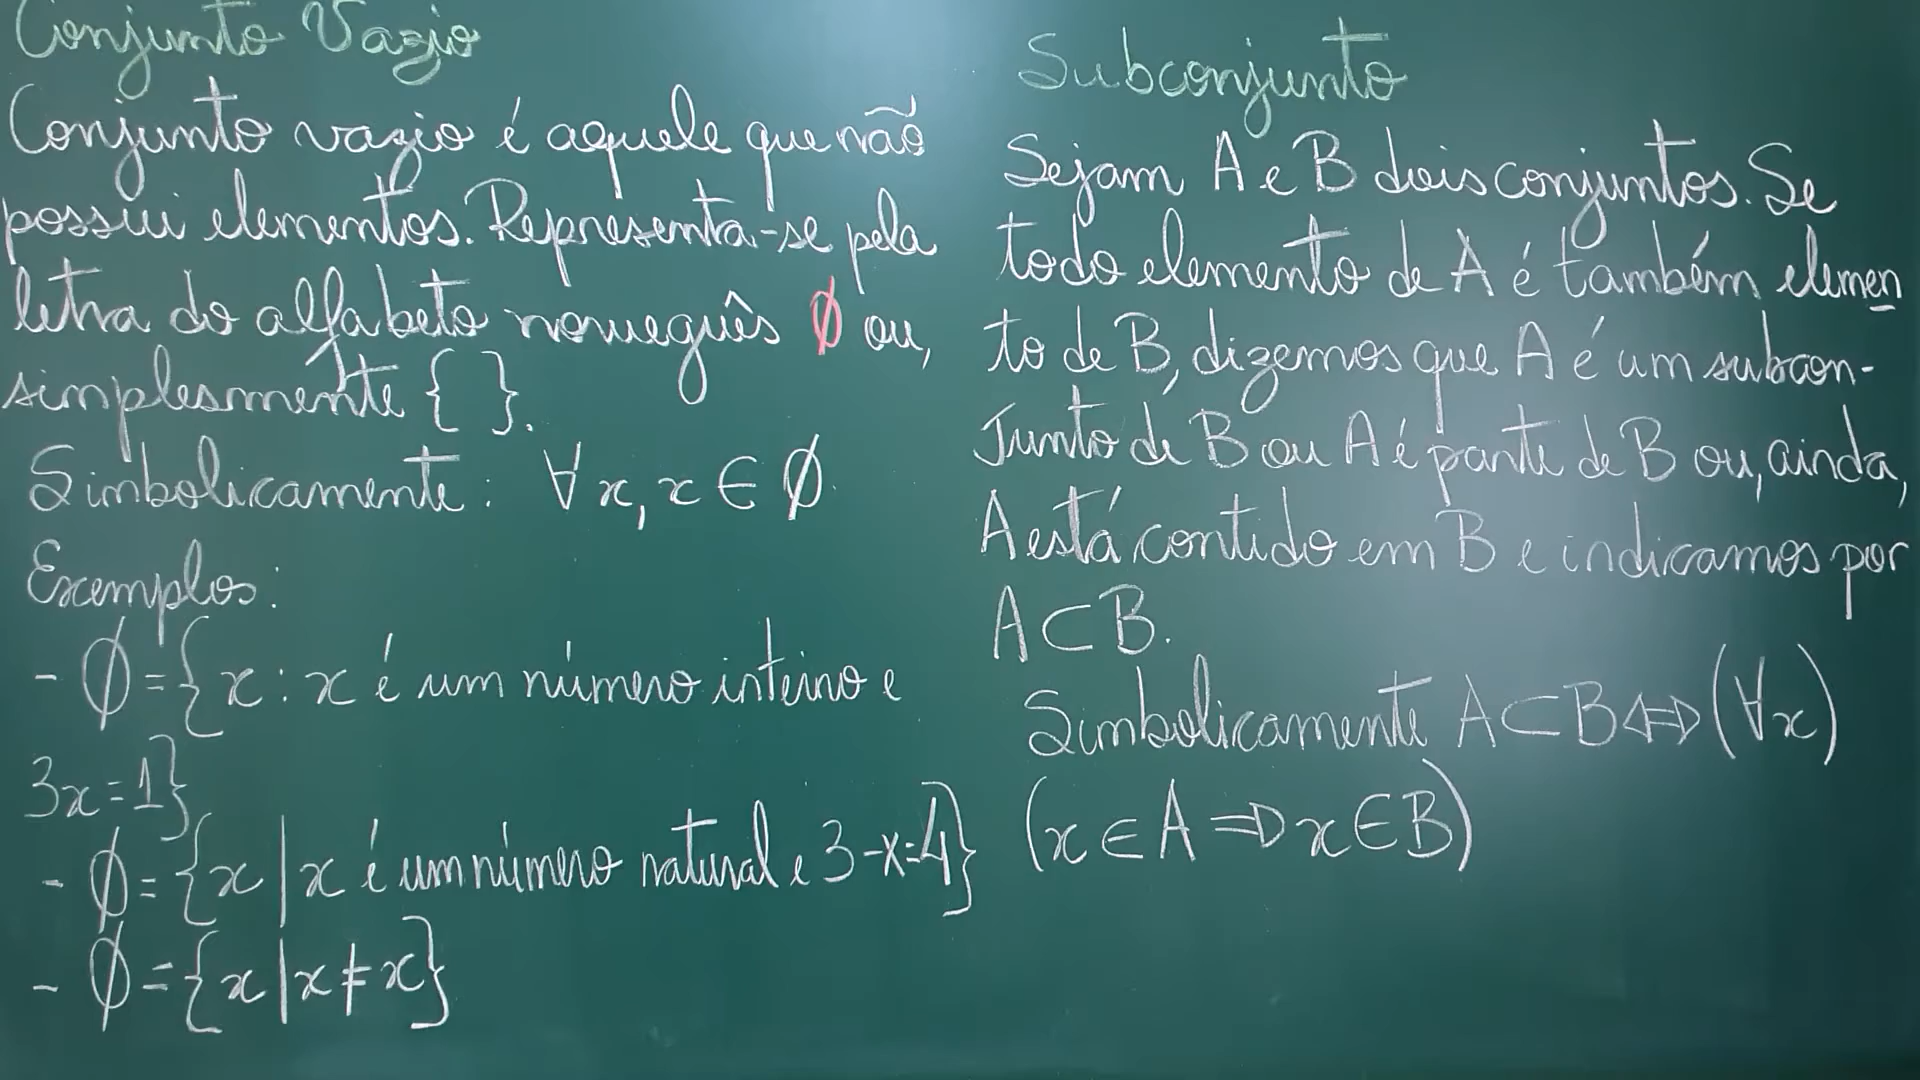 Conjunto Vazio
Conjunto vazio é aquele que não
possui elementos. Representa-se pela
letra do alfabeto norueguês Ø ou,
simplesmente { }.
Simbolicamente: ∀x, x ∈ Ø.
Exemplos:
- Ø = {x : x é um número inteiro e
3x = 1}
- Ø = {x | x é um número natural e 3-x=4}
- Ø = {x | x ≠ x}
Subconjunto
Sejam A e B dois conjuntos. Se
todo elemento de A é também elemen
to de B, dizemos que A é um subcon-
Junto de B ou A é parte de B ou, ainda,
A está contido em B e indicamos por
A⊂B.
Simbolicamente A⊂B⇔(∀x)
(x ∈ A ⇒ x ∈ B)